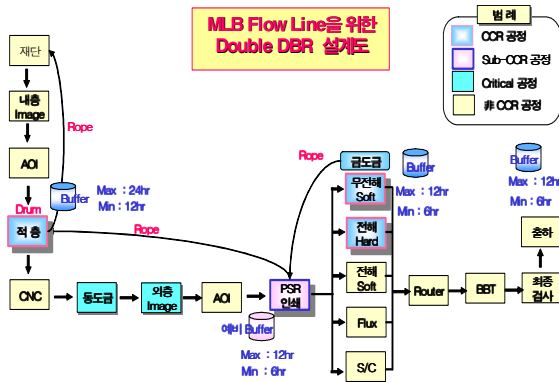 MLB Flow Line을 위한
Double DBR 설계도
범 례
CCR 공정
Sub-CCR 공정
Critical 공정
非 CCR 공정
재단
내층
Image
AOI
Rope
Drum
적 층
Buffer
Max : 24hr
Min : 12hr
Rope
CNC
동도금
외층
Image
AOI
PSR
인쇄
예비 Buffer
Max : 12hr
Min : 6hr
Rope
금도금
무전해
Soft
전해
Hard
전해
Soft
Flux
S/C
Buffer
Max : 12hr
Min : 6hr
Router
BBT
최종
검사
출하
Buffer
Max : 12hr
Min : 6hr